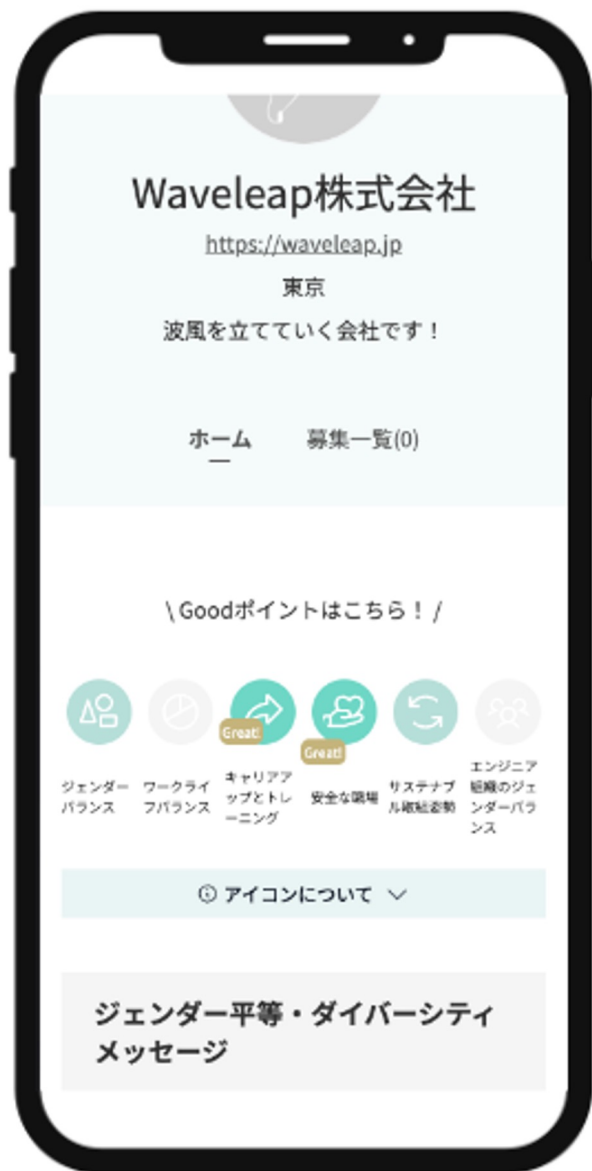 Waveleap株式会社
https://waveleap.jp
東京
波風を立てていく会社です！
ホーム 募集一覧(0)
\ Goodポイントはこちら！ /
Great!
Great!
ジェンダー
バランス
ワークライ
フバランス
キャリアア
ップとトレ
ーニング
安全な職場
サステナブ
ル取組姿勢
エンジニア
組織のジェ
ンダーバラ
ンス
アイコンについて
ジェンダー平等・ダイバーシティ
メッセージ